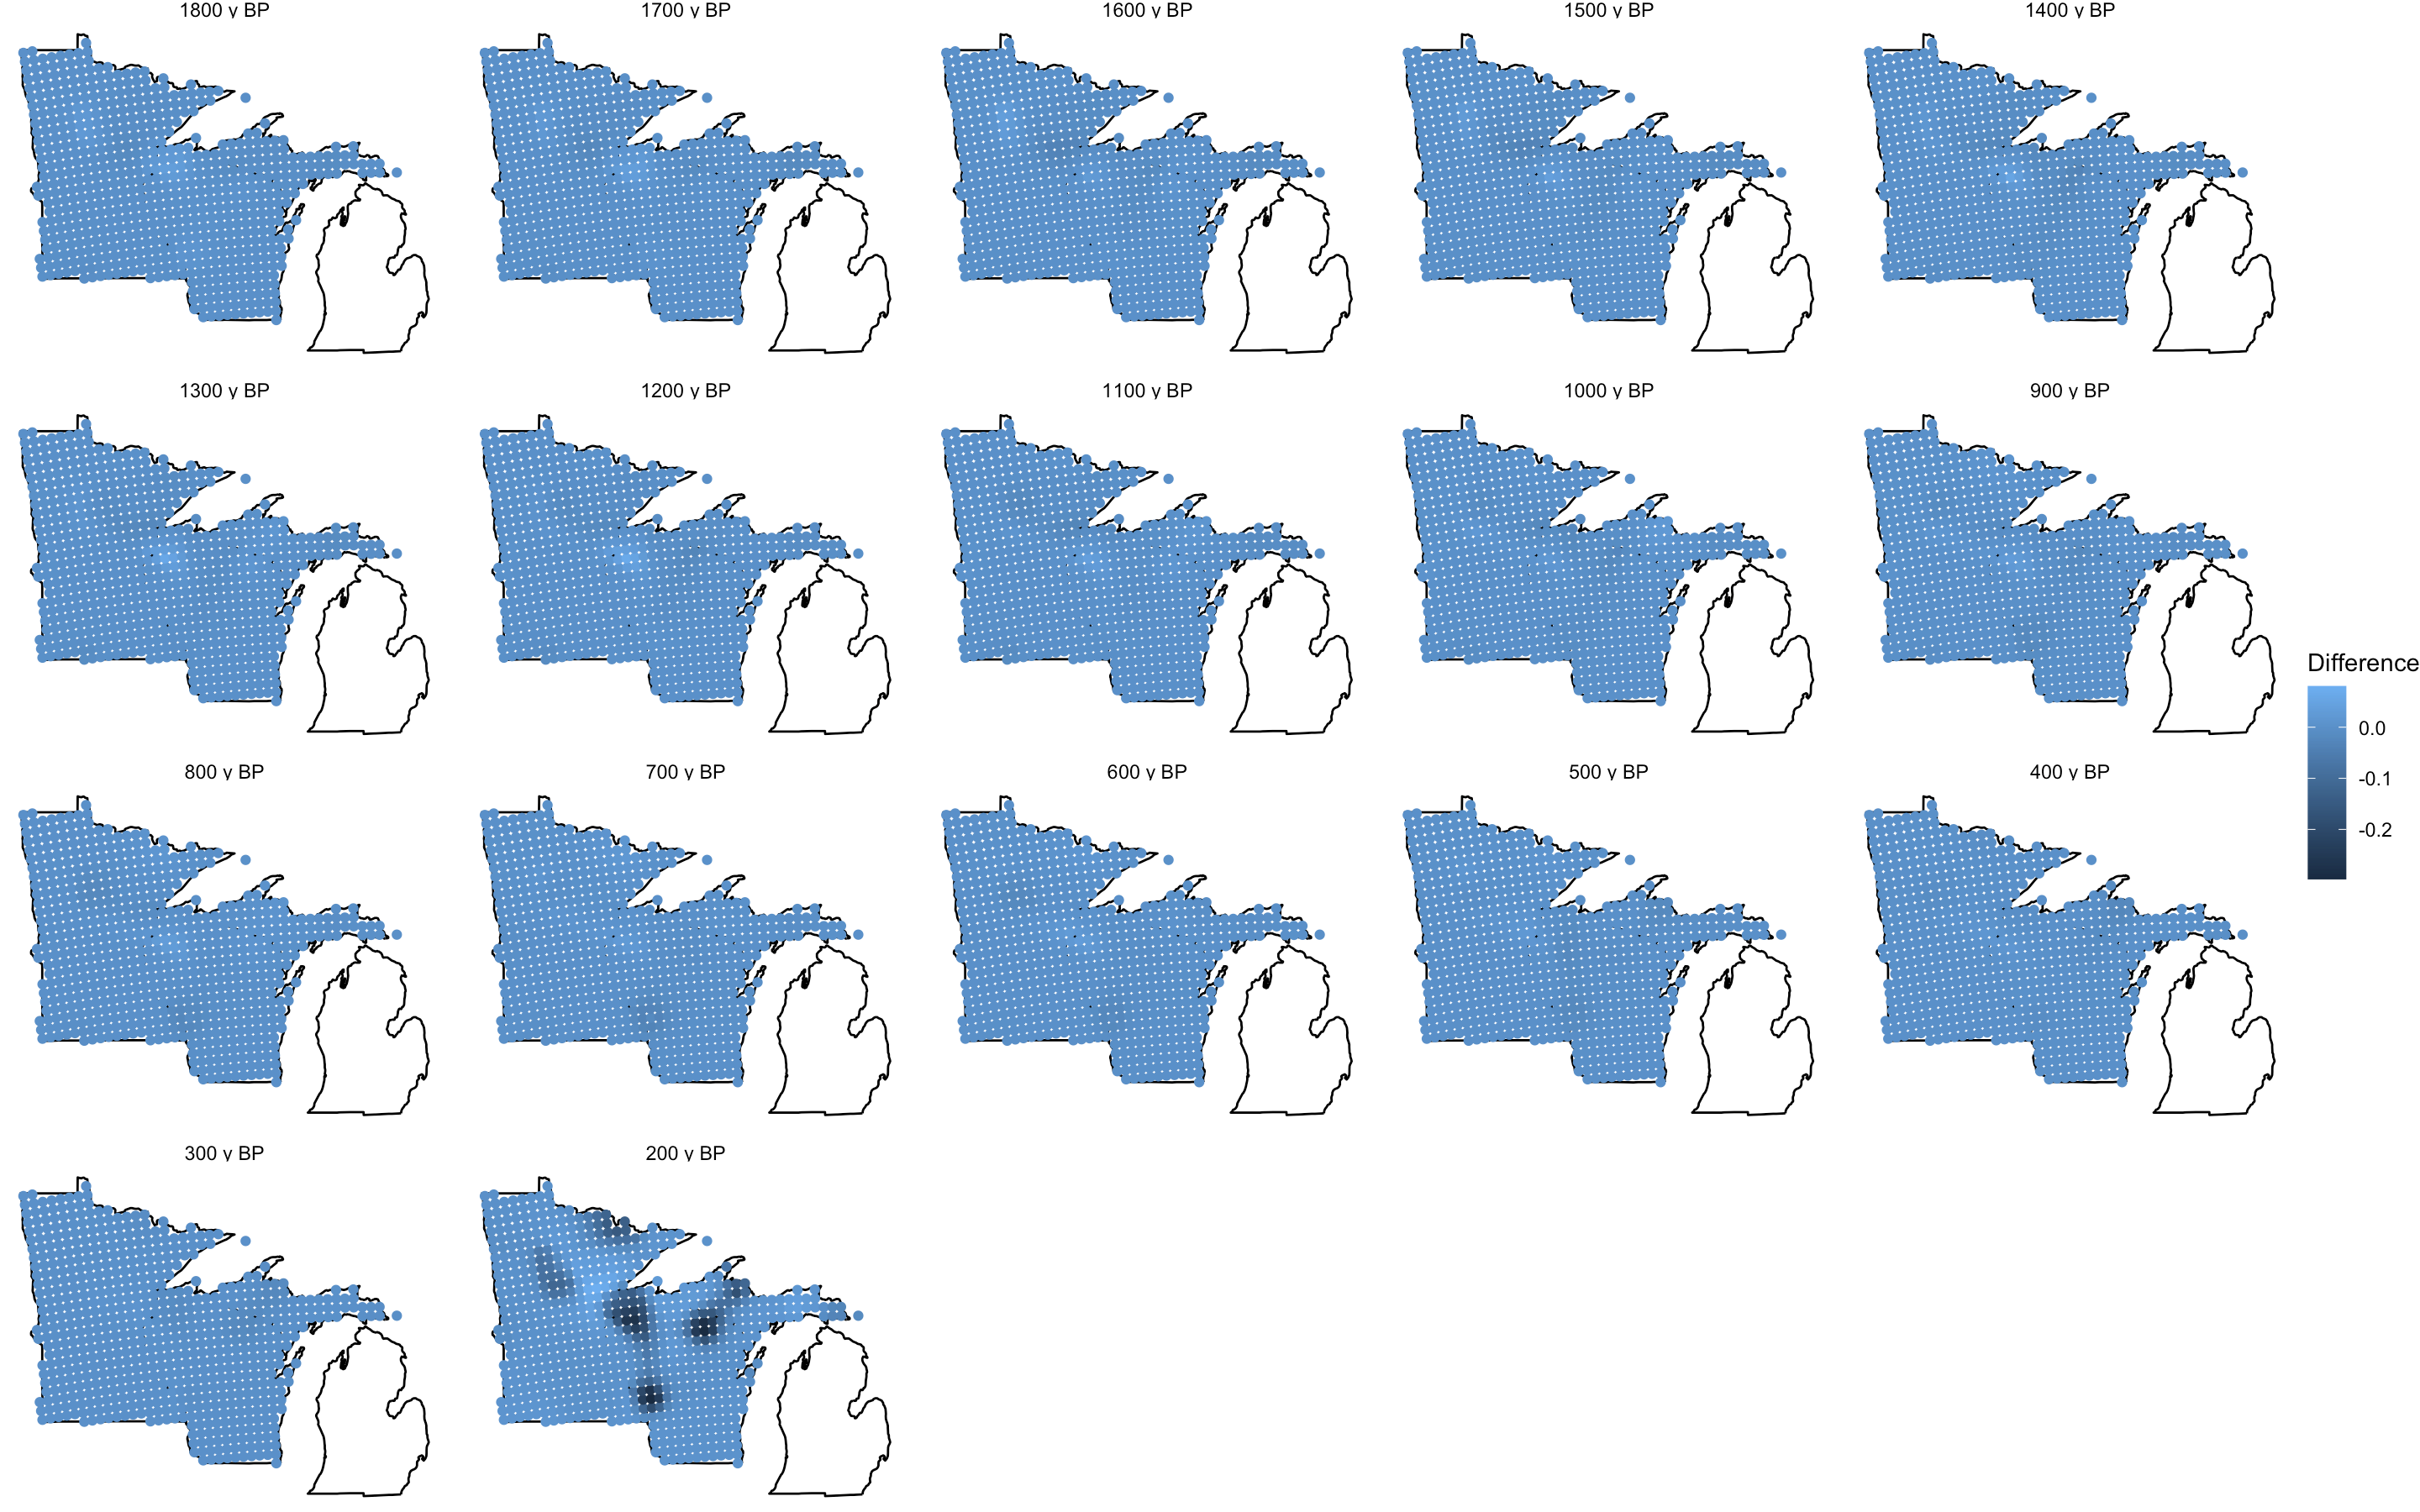 1800 y BP
1700 y BP
1600 y BP
1500 y BP
1400 y BP
1300 y BP
1200 y BP
1100 y BP
1000 y BP
900 y BP
Difference
0.0
-0.1
-0.2
800 y BP
700 y BP
600 y BP
500 y BP
400 y BP
300 y BP
200 y BP